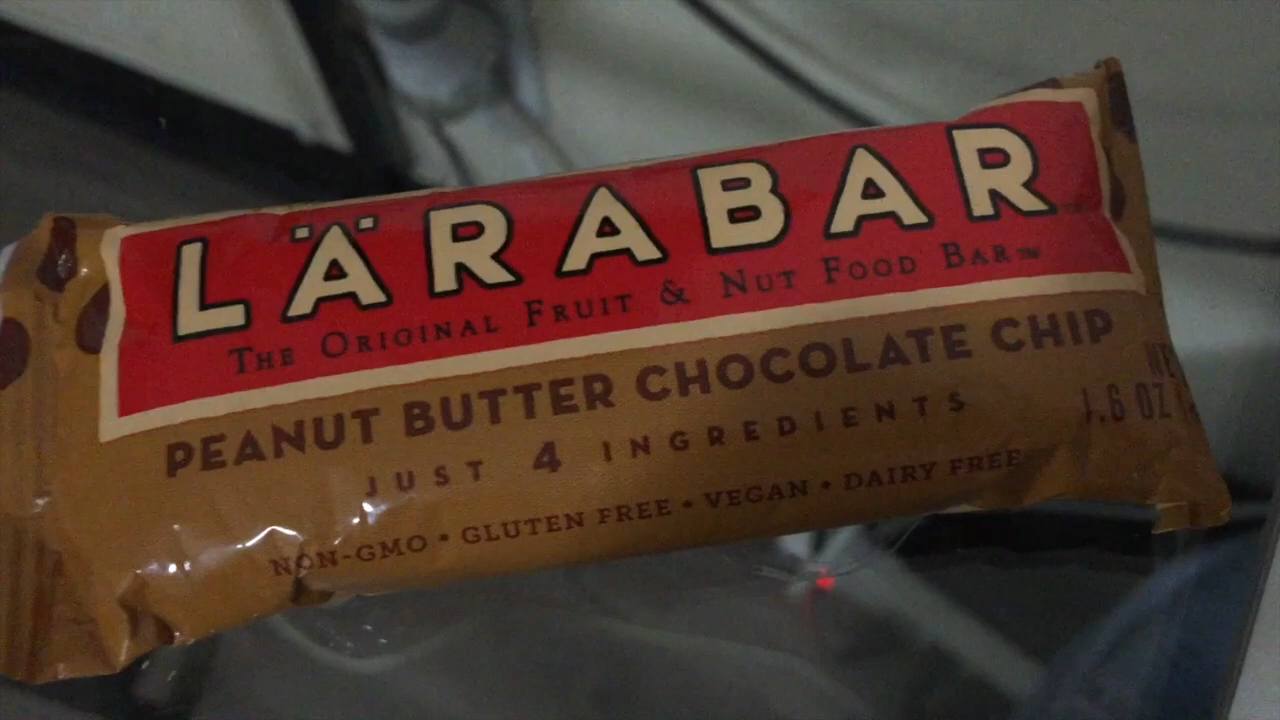 LÄRABAR
THE ORIGINAL FRUIT & NUT FOOD BAR™
PEANUT BUTTER CHOCOLATE CHIP
JUST 4 INGREDIENTS
1.6 OZ
NON-GMO • GLUTEN FREE • VEGAN • DAIRY FREE